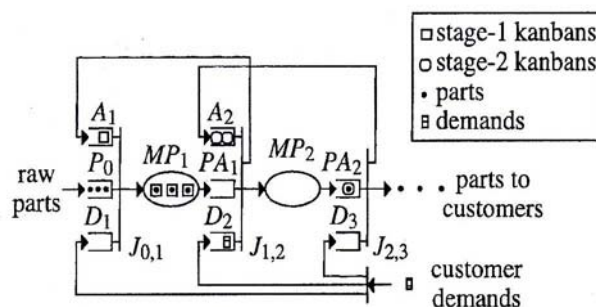 stage-1 kanbans
stage-2 kanbans
parts
demands
A1 A2
MP1 MP2
P0 PA1 PA2
raw parts
parts to customers
D1 D2 D3
J0,1 J1,2 J2,3
customer demands